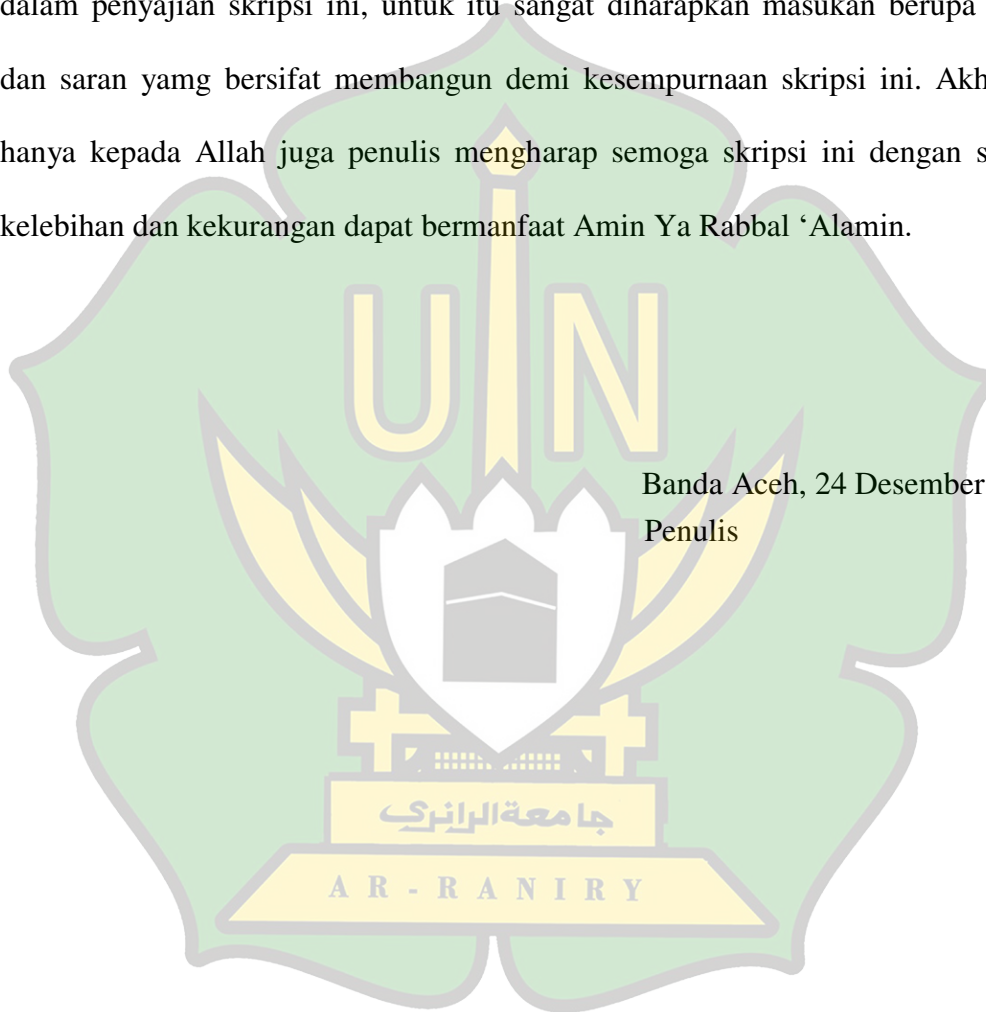 dalam penyajian skripsi ini, untuk itu sangat diharapkan masukan berupa
dan saran yamg bersifat membangun demi kesempurnaan skripsi ini. Akh
hanya kepada Allah juga penulis mengharap semoga skripsi ini dengan s
kelebihan dan kekurangan dapat bermanfaat Amin Ya Rabbal ‘Alamin.
UIN
Banda Aceh, 24 Desember
Penulis
جامعةالرانري
AR-RANIRY